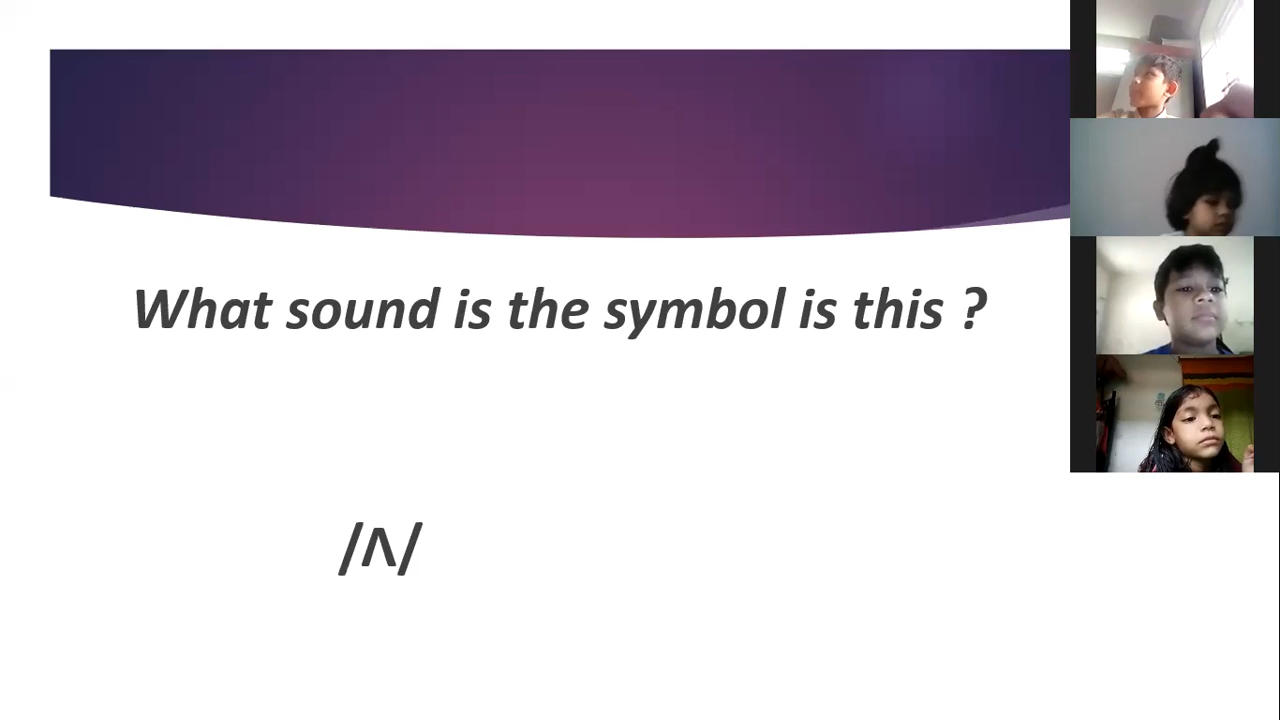 What sound is the symbol is this ?
/Λ/